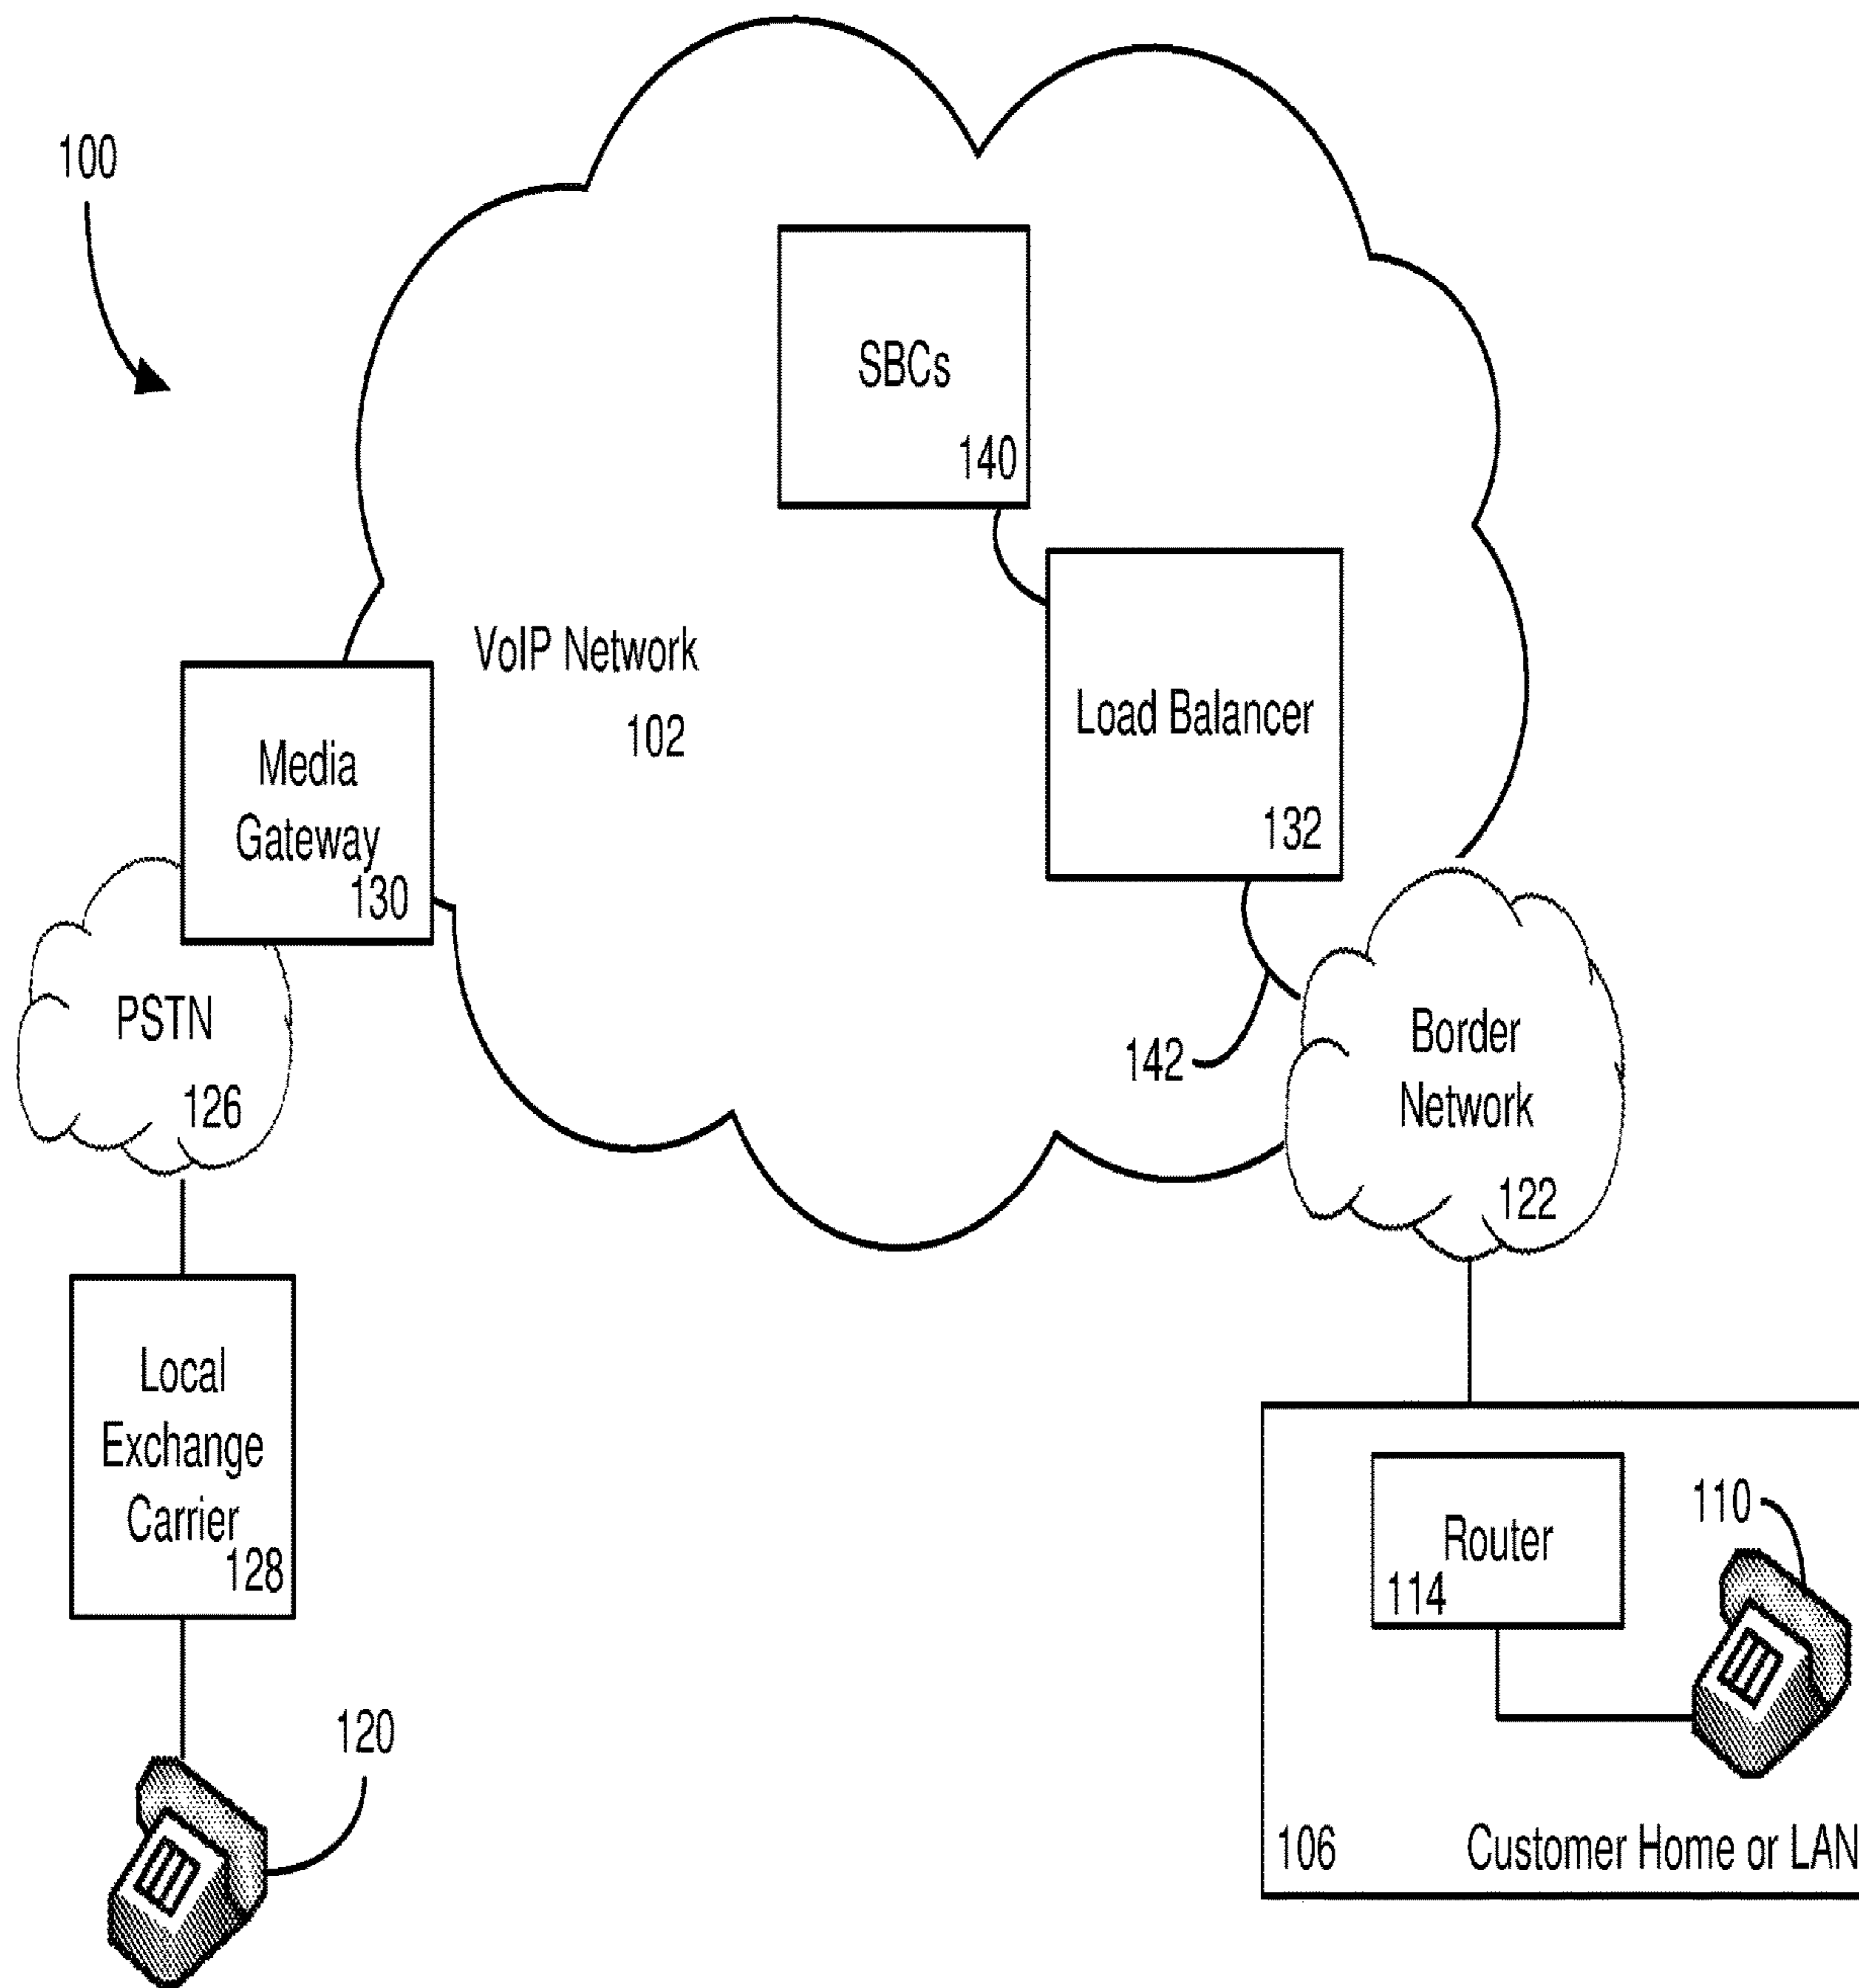 100
SBCs
140
VoIP Network
102
Load Balancer
132
Media
Gateway
130
PSTN
126
142
Border
Network
122
Local
Exchange
Carrier
128
Router
114
110
120
106
Customer Home or LAN